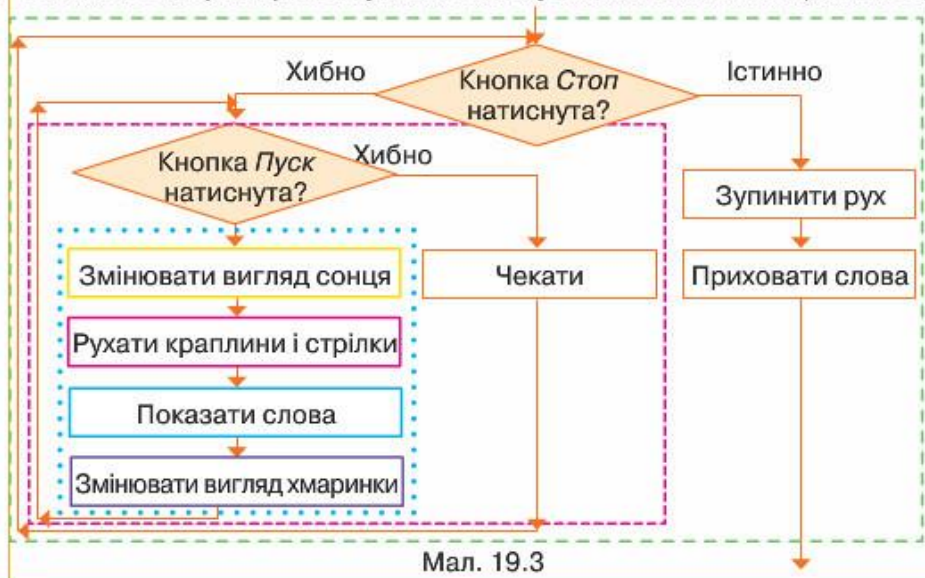 Хибно
Кнопка Стоп
натиснута?
Істинно
Кнопка Пуск
натиснута?
Хибно
Зупинити рух
Змінювати вигляд сонця
Чекати
Приховати слова
Рухати краплини і стрілки
Показати слова
Змінювати вигляд хмаринки
Мал. 19.3